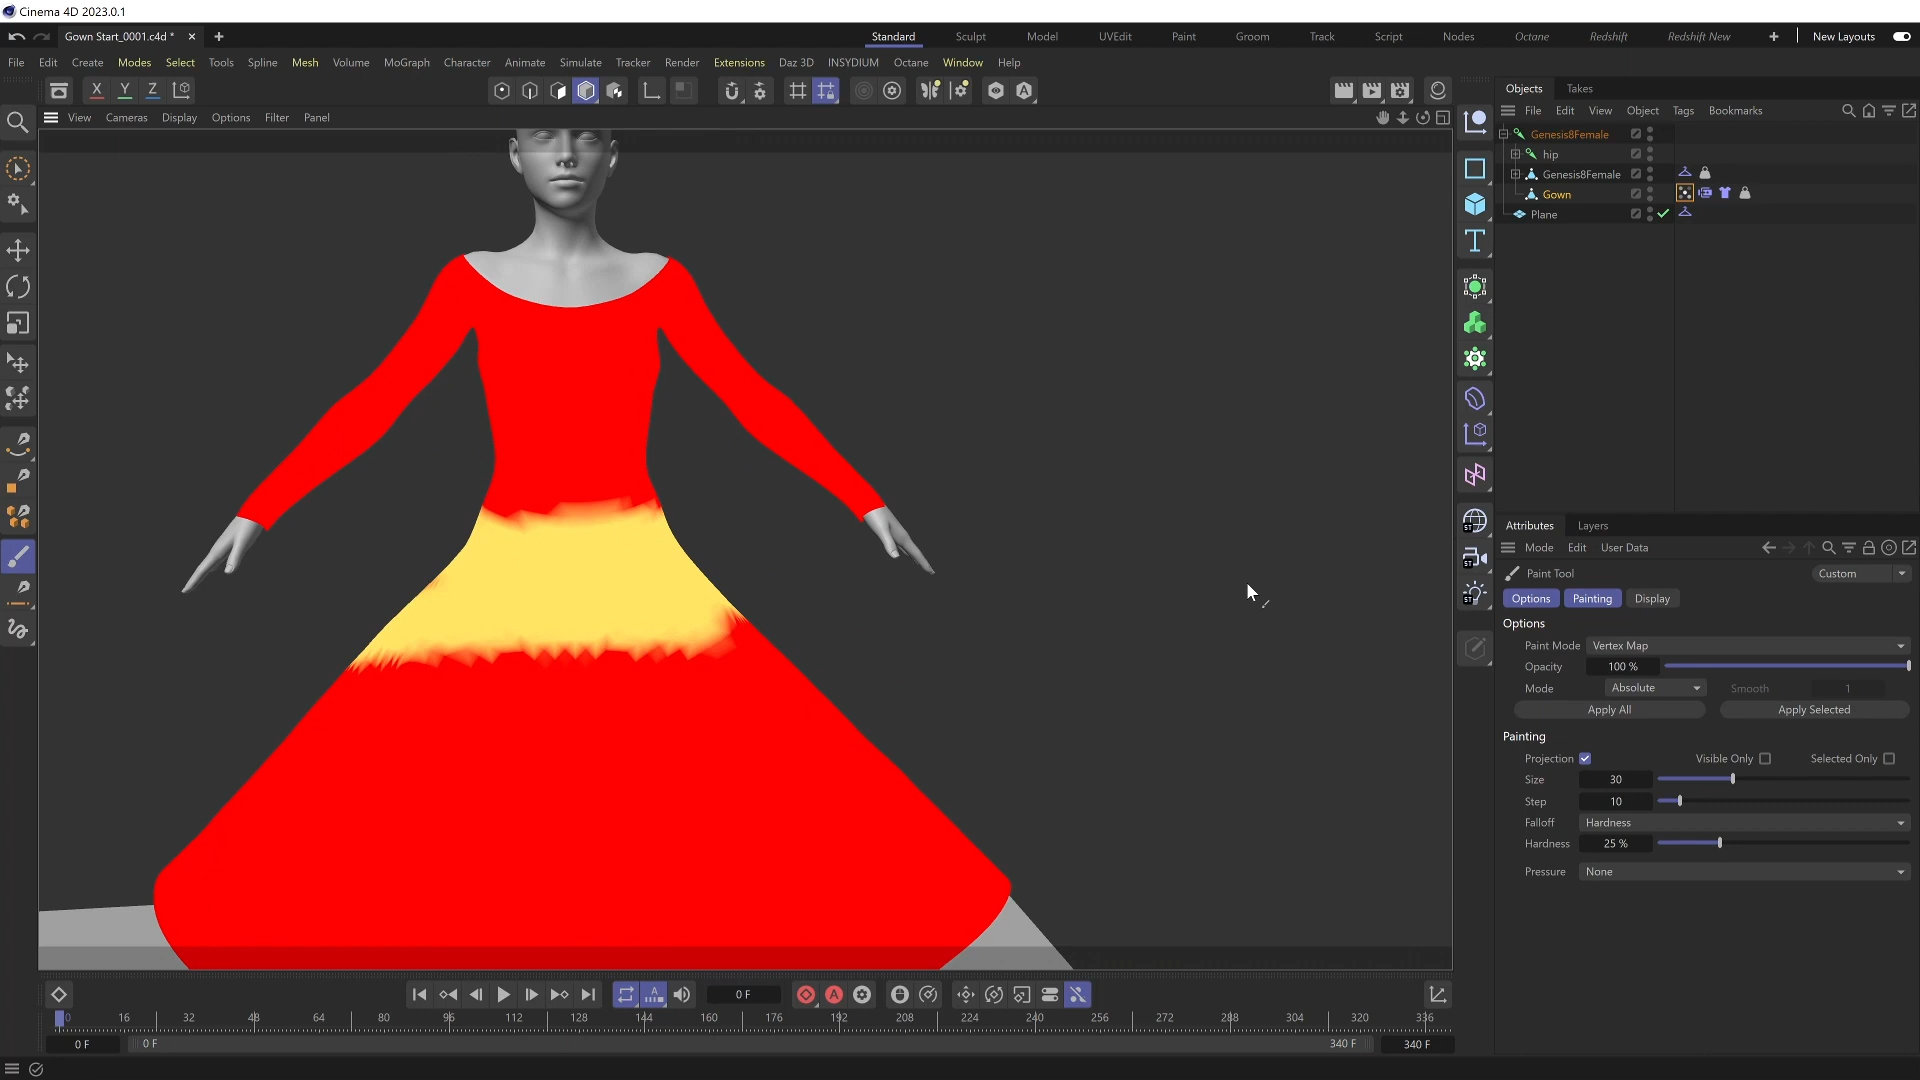 Cinema 4D 2023.0.1
Gown Start_0001.c4d *
Standard Sculpt Model UVEdit Paint Groom Track Script Nodes Octane Redshift Redshift New New Layouts
File Edit Create Modes Select Tools Spline Mesh Volume MoGraph Character Animate Simulate Tracker Render Extensions Daz 3D INSYDIUM Octane Window Help
X Y Z
View Cameras Display Options Filter Panel
Objects Takes
File Edit View Object Tags Bookmarks
Genesis8Female
hip
Genesis8Female
Gown
Plane
Attributes Layers
Mode Edit User Data
Paint Tool Custom
Options Painting Display
Options
Paint Mode Vertex Map
Opacity 100 %
Mode Absolute Smooth 1
Apply All Apply Selected
Painting
Projection Visible Only Selected Only
Size 30
Step 10
Falloff Hardness
Hardness 25 %
Pressure None
0 F
0 16 32 48 64 80 96 112 128 144 160 176 192 208 224 240 256 272 288 304 320 336
0 F 0 F 340 F 340 F